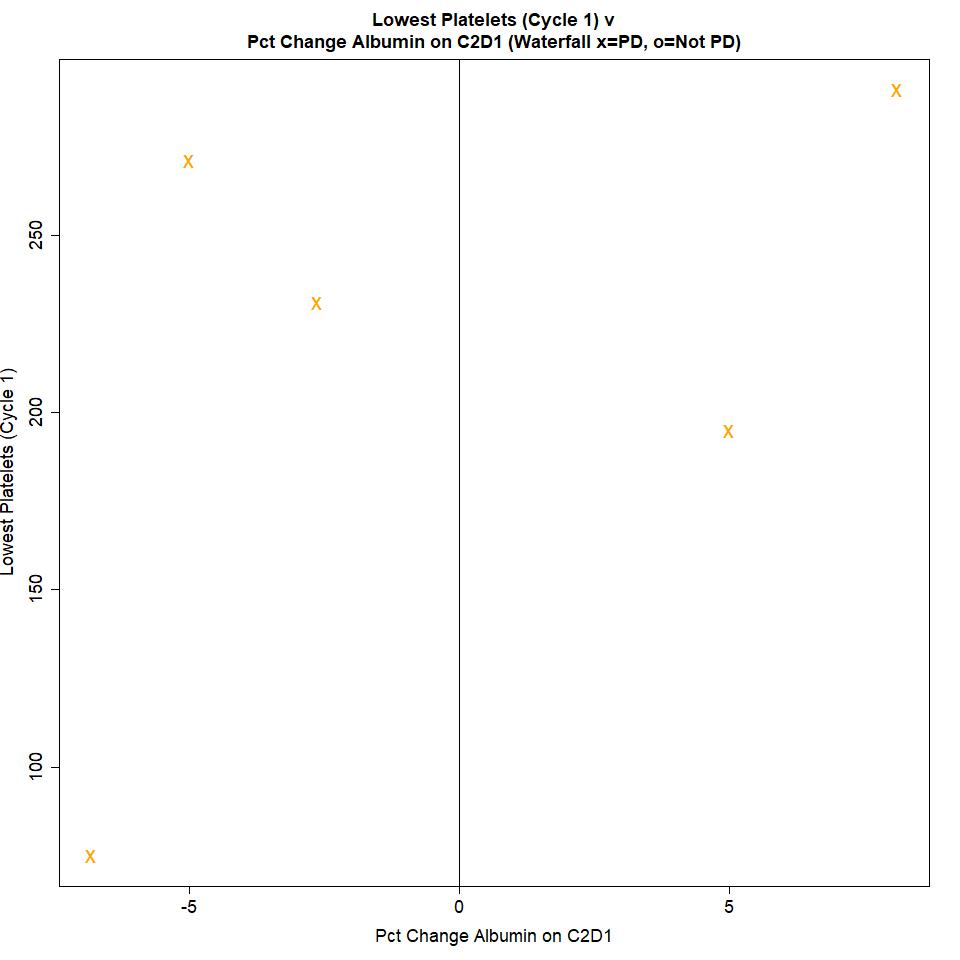 Lowest Platelets (Cycle 1) v
Pct Change Albumin on C2D1 (Waterfall x=PD, o=Not PD)
Lowest Platelets (Cycle 1)
250
200
150
100
X
X
X
X
X
-5
0
5
Pct Change Albumin on C2D1